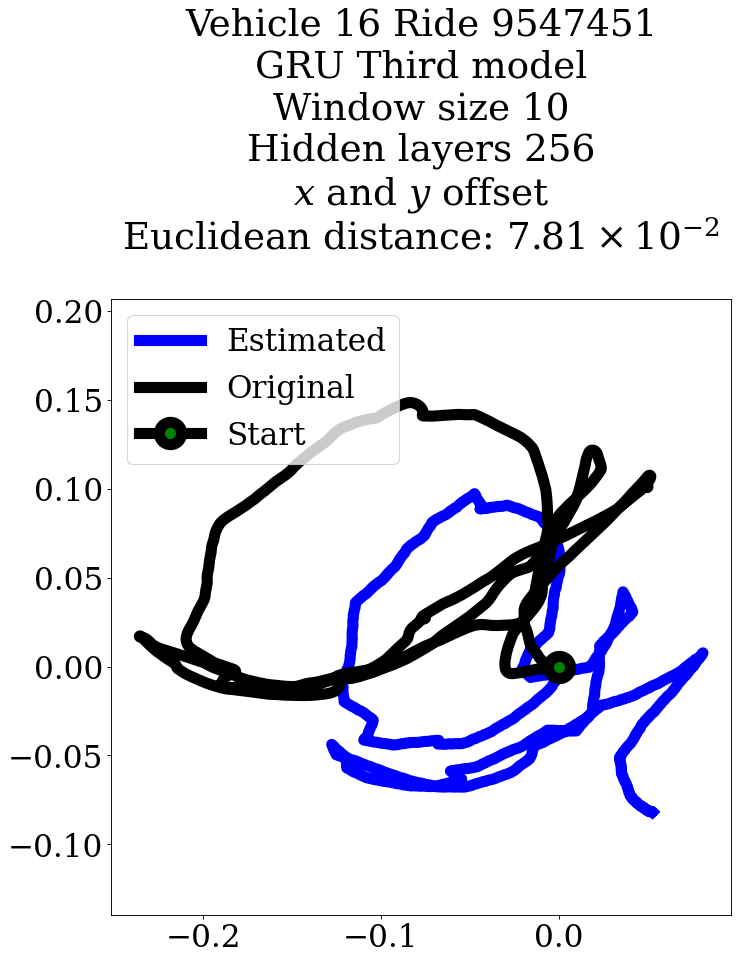 Vehicle 16 Ride 9547451
GRU Third model
Window size 10
Hidden layers 256
x and y offset
Euclidean distance: 7.81 × 10⁻²
Estimated
Original
Start
0.20
0.15
0.10
0.05
0.00
−0.05
−0.10
−0.2
−0.1
0.0